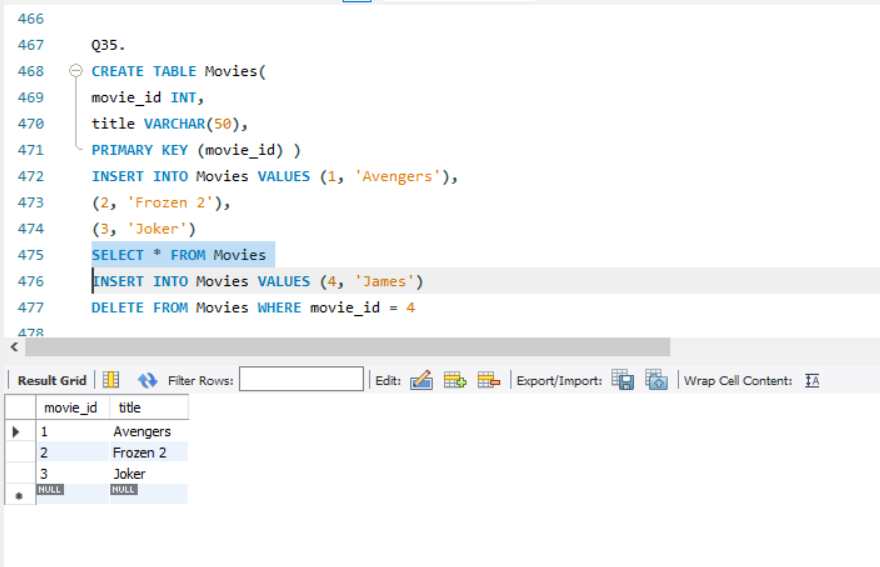 466
467 Q35.
468 CREATE TABLE Movies(
469 movie_id INT,
470 title VARCHAR(50),
471 PRIMARY KEY (movie_id) )
472 INSERT INTO Movies VALUES (1, 'Avengers'),
473 (2, 'Frozen 2'),
474 (3, 'Joker')
475 SELECT * FROM Movies
476 INSERT INTO Movies VALUES (4, 'James')
477 DELETE FROM Movies WHERE movie_id = 4
478
Result Grid Filter Rows: Edit: Export/Import: Wrap Cell Content: IA
movie_id title
1 Avengers
2 Frozen 2
3 Joker
NULL NULL